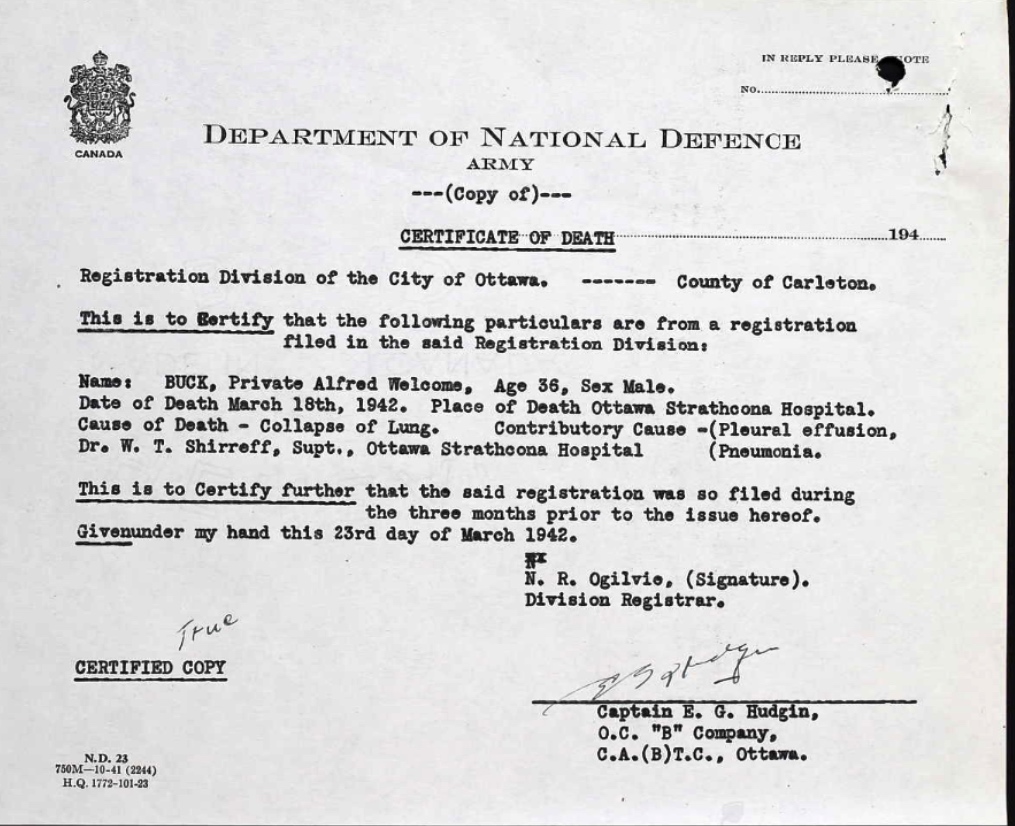 IN REPLY PLEASE NOTE
No.
CANADA
DEPARTMENT OF NATIONAL DEFENCE
ARMY
---(Copy of)---
CERTIFICATE OF DEATH 194
Registration Division of the City of Ottawa. ------- County of Carleton.
This is to Certify that the following particulars are from a registration
filed in the said Registration Division:
Name: BUCK, Private Alfred Welcome, Age 36, Sex Male.
Date of Death March 18th, 1942. Place of Death Ottawa Strathcona Hospital.
Cause of Death - Collapse of Lung. Contributory Cause -(Pleural effusion,
Dr. W. T. Shirreff, Supt., Ottawa Strathcona Hospital (Pneumonia.
This is to Certify further that the said registration was so filed during
the three months prior to the issue hereof.
Givenunder my hand this 23rd day of March 1942.
N. R. Ogilvie, (Signature).
Division Registrar.
True
CERTIFIED COPY
E G Hudgin
Captain E. G. Hudgin,
O.C. "B" Company,
C.A.(B)T.C., Ottawa.
N.D. 23
750M—10-41 (2244)
H.Q. 1772-101-23